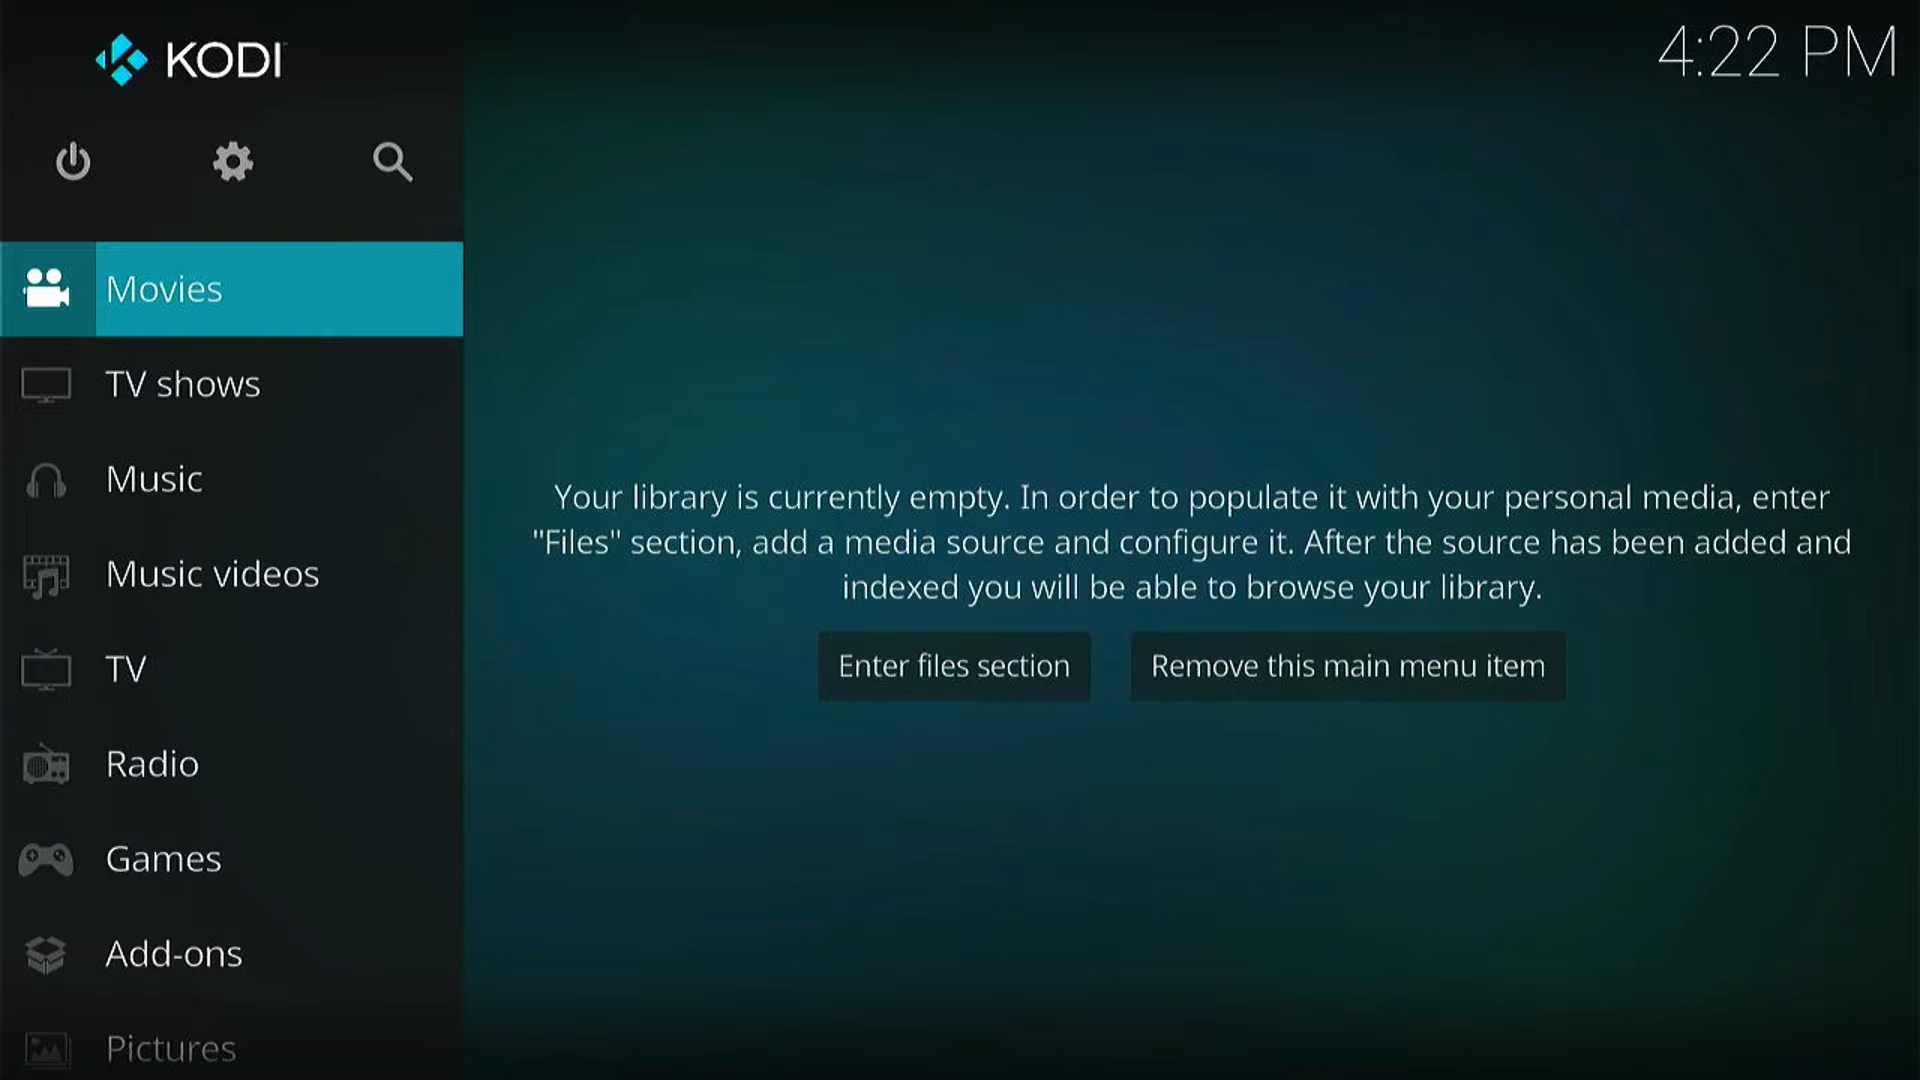 KODI
4:22 PM
Movies
TV shows
Music
Music videos
TV
Radio
Games
Add-ons
Pictures
Your library is currently empty. In order to populate it with your personal media, enter
"Files" section, add a media source and configure it. After the source has been added and
indexed you will be able to browse your library.
Enter files section
Remove this main menu item